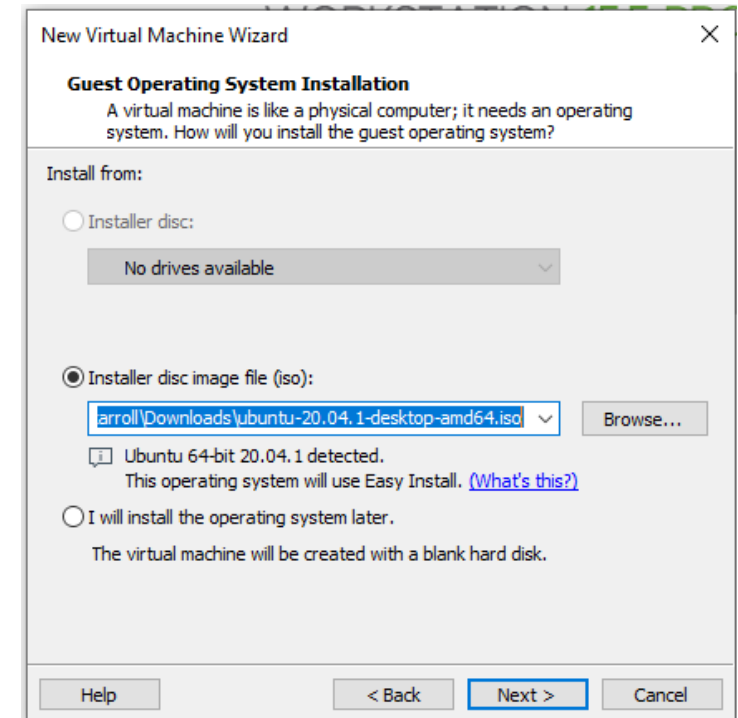 WORKSTATION 15.5 PRO
New Virtual Machine Wizard
Guest Operating System Installation
A virtual machine is like a physical computer; it needs an operating
system. How will you install the guest operating system?
Install from:
Installer disc:
No drives available
Installer disc image file (iso):
arroll\Downloads\ubuntu-20.04.1-desktop-amd64.iso
Browse...
Ubuntu 64-bit 20.04.1 detected.
This operating system will use Easy Install. (What's this?)
I will install the operating system later.
The virtual machine will be created with a blank hard disk.
Help
< Back
Next >
Cancel